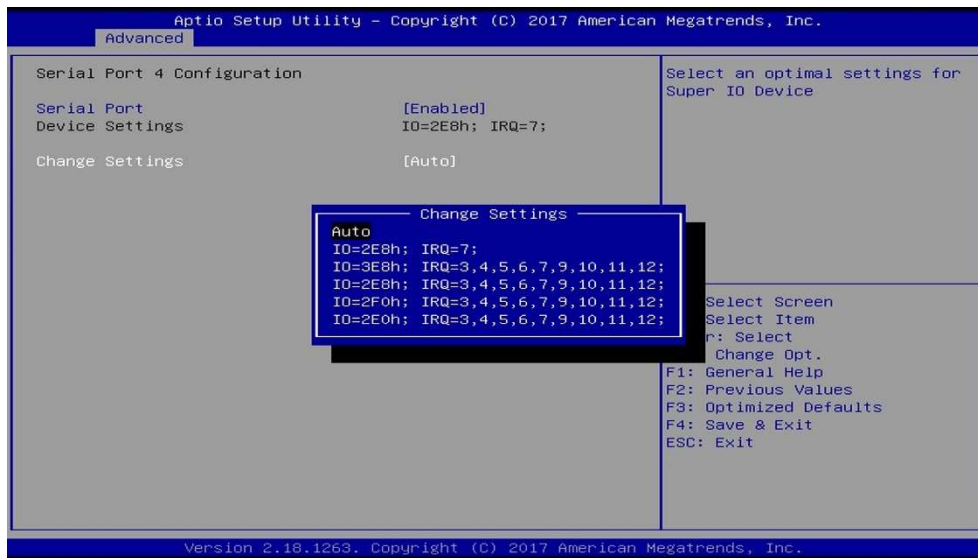 Aptio Setup Utility – Copyright (C) 2017 American Megatrends, Inc.
Advanced
Serial Port 4 Configuration
Serial Port [Enabled]
Device Settings IO=2E8h; IRQ=7;
Change Settings [Auto]
Select an optimal settings for
Super IO Device
Change Settings
Auto
IO=2E8h; IRQ=7;
IO=3E8h; IRQ=3,4,5,6,7,9,10,11,12;
IO=2E8h; IRQ=3,4,5,6,7,9,10,11,12;
IO=2F0h; IRQ=3,4,5,6,7,9,10,11,12;
IO=2E0h; IRQ=3,4,5,6,7,9,10,11,12;
Select Screen
Select Item
r: Select
Change Opt.
F1: General Help
F2: Previous Values
F3: Optimized Defaults
F4: Save & Exit
ESC: Exit
Version 2.18.1263. Copyright (C) 2017 American Megatrends, Inc.